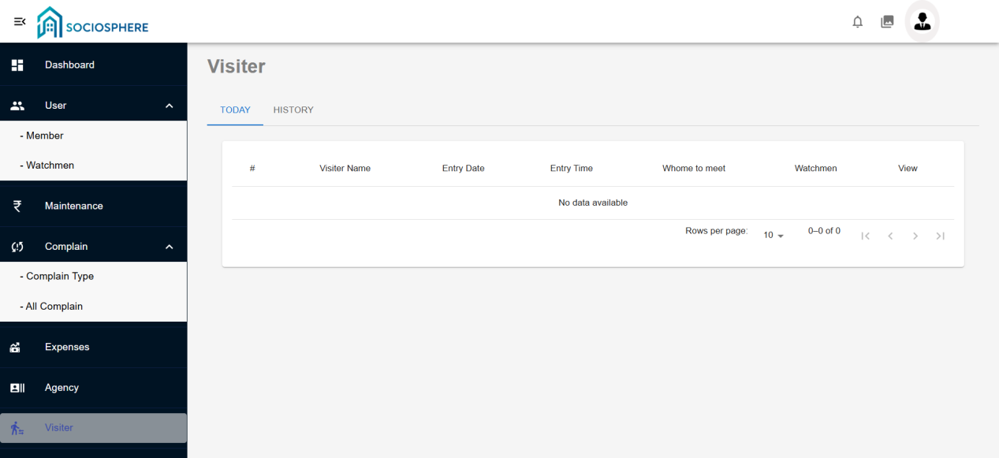 SOCIOSPHERE
Dashboard
User
- Member
- Watchmen
Maintenance
Complain
- Complain Type
- All Complain
Expenses
Agency
Visiter
Visiter
TODAY HISTORY
# Visiter Name Entry Date Entry Time Whome to meet Watchmen View
No data available
Rows per page: 10 0–0 of 0